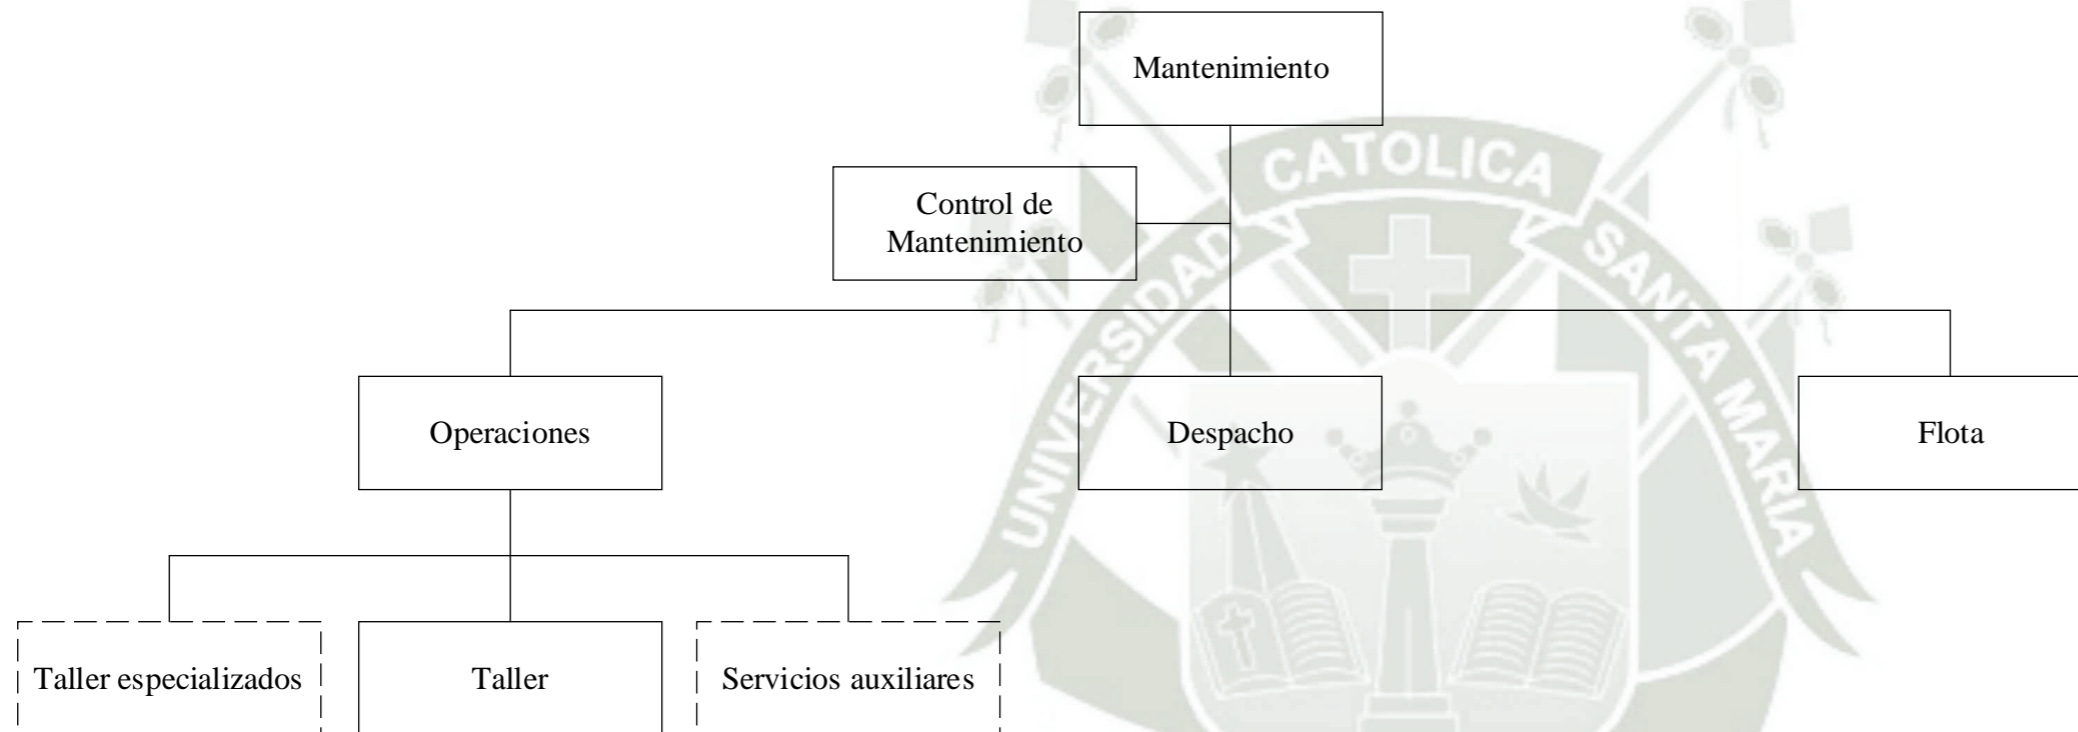 Mantenimiento
Control de
Mantenimiento
Operaciones
Despacho
Flota
Taller especializados
Taller
Servicios auxiliares
UNIVERSIDAD
CATOLICA
SANTA MARIA